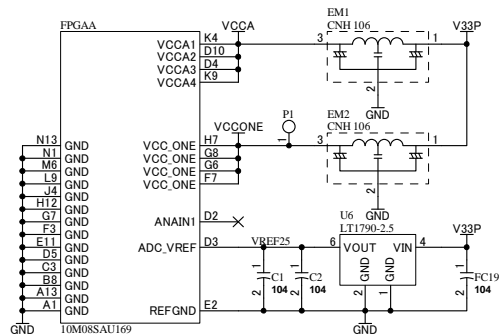 FPGAA
VCCA
EM1
CNH 106
V33P
VCCA1 K4
VCCA2 D10
VCCA3 D4
VCCA4 K9
3
1
2
GND
VCCONE
P1
1
EM2
CNH 106
VCC_ONE H7
VCC_ONE G8
VCC_ONE G6
VCC_ONE F7
3
1
2
GND
N13 GND
N1 GND
M6 GND
L9 GND
J4 GND
H12 GND
G7 GND
F3 GND
E11 GND
D5 GND
C3 GND
B8 GND
A13 GND
A1 GND
GND
ANAIN1 D2
ADC_VREF D3
VREF25
REFGND E2
10M08SAU169
1
C1
104
2
1
C2
104
2
U6
LT1790-2.5
6 VOUT VIN 4
GND
GND
2
1
GND
V33P
1
FC19
104
2
GND